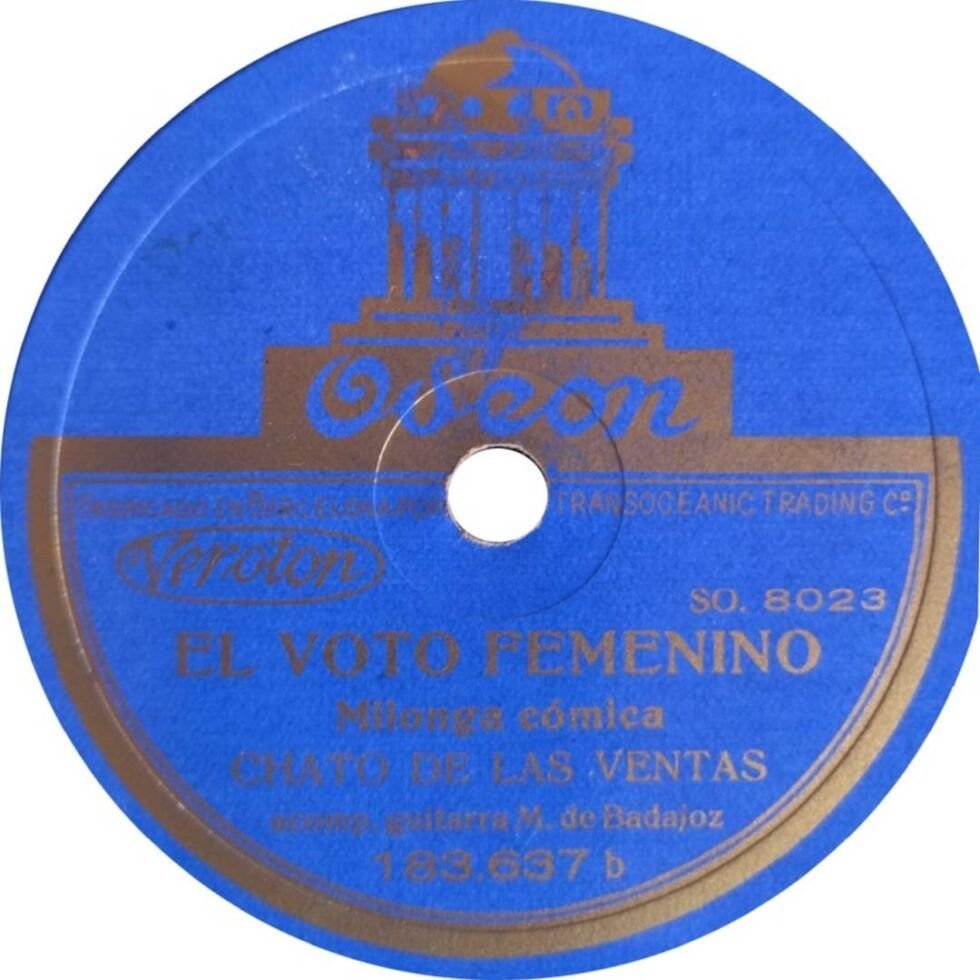 Odeon
FABRICADO EN BARCELONA POR TRANSOCEANIC TRADING Cº
Veroton
SO. 8023
EL VOTO FEMENINO
Milonga cómica
CHATO DE LAS VENTAS
acomp. guitarra M. de Badajoz
183.637 b